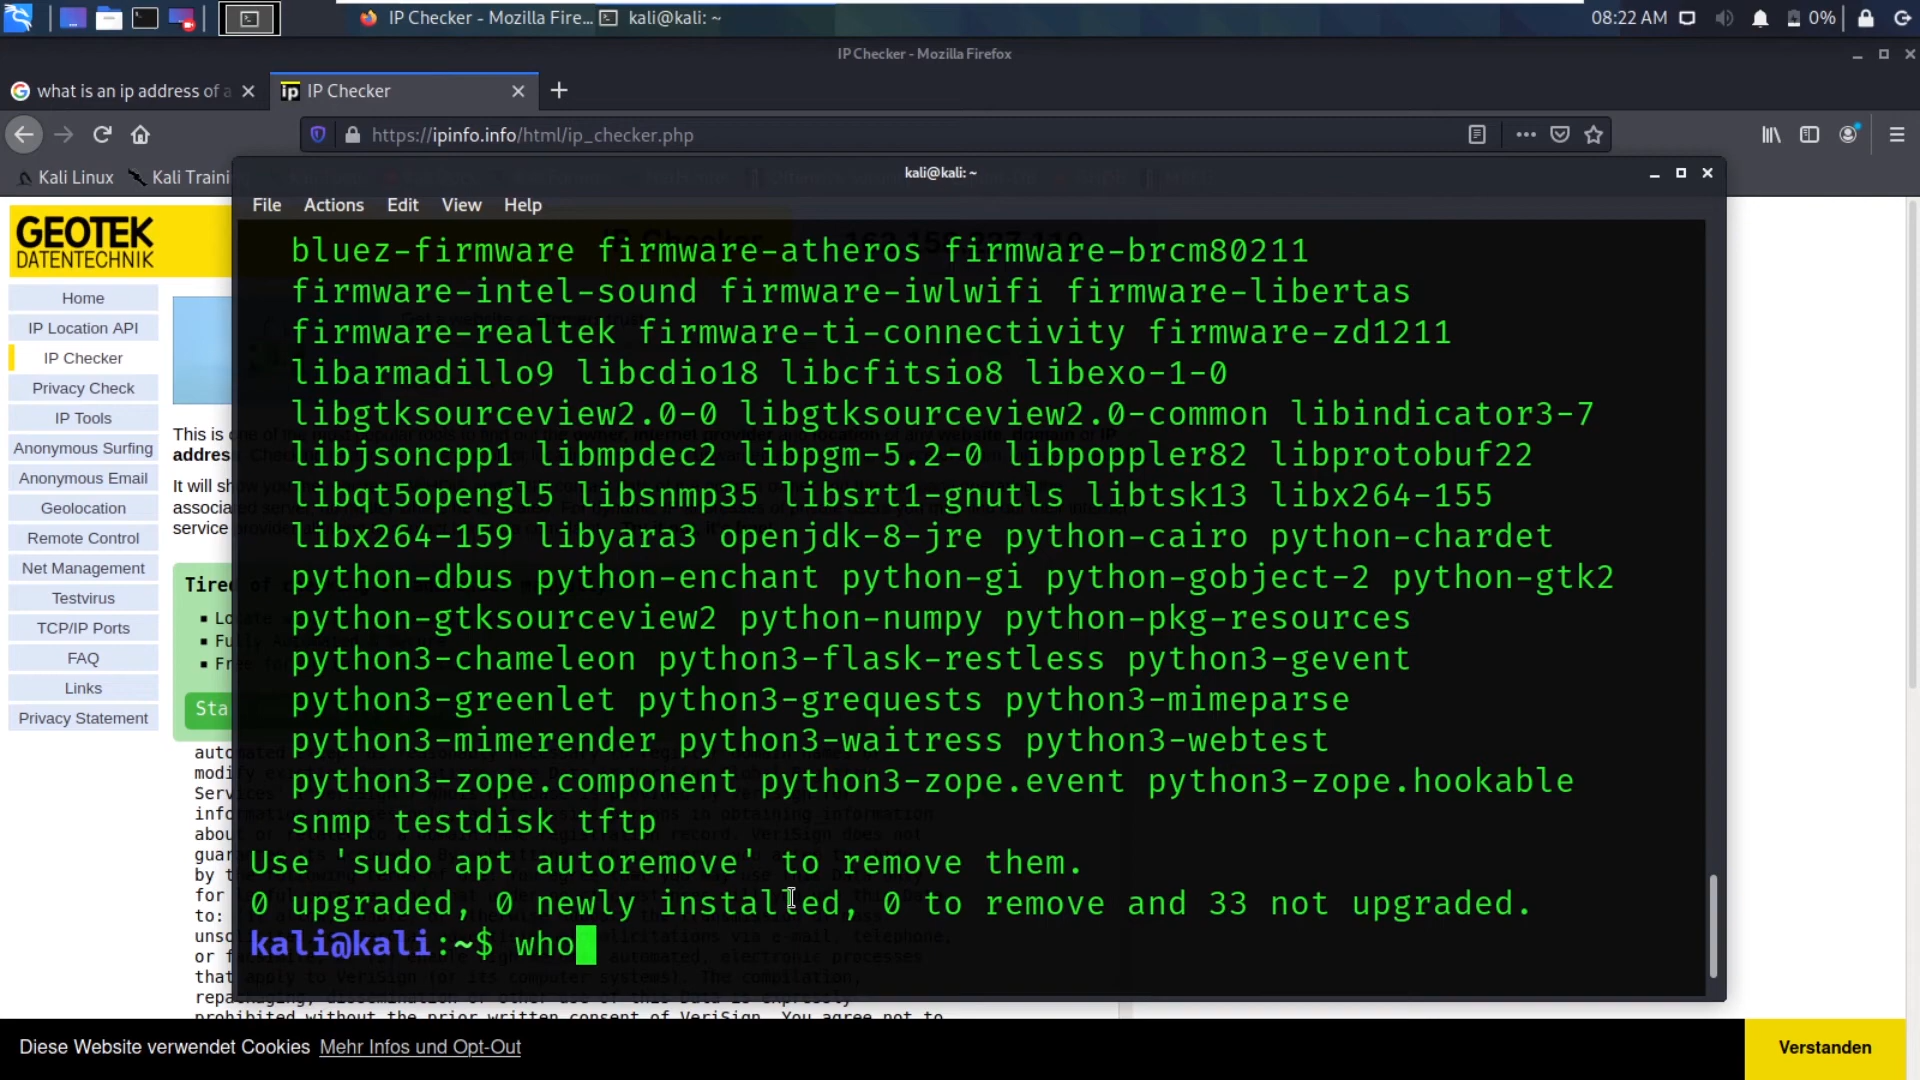 IP Checker - Mozilla Fire...
kali@kali: ~
08:22 AM
0%
IP Checker - Mozilla Firefox
what is an ip address of a
ip IP Checker
https://ipinfo.info/html/ip_checker.php
Kali Linux
Kali Traini
kali@kali: ~
File Actions Edit View Help
GEOTEK
DATENTECHNIK
Home
IP Location API
IP Checker
Privacy Check
IP Tools
Anonymous Surfing
Anonymous Email
Geolocation
Remote Control
Net Management
Testvirus
TCP/IP Ports
FAQ
Links
Privacy Statement
This is
addres
It will
associa
service
Tired
Sta
bluez-firmware firmware-atheros firmware-brcm80211
firmware-intel-sound firmware-iwlwifi firmware-libertas
firmware-realtek firmware-ti-connectivity firmware-zd1211
libarmadillo9 libcdio18 libcfitsio8 libexo-1-0
libgtksourceview2.0-0 libgtksourceview2.0-common libindicator3-7
libjsoncpp1 libmpdec2 libpgm-5.2-0 libpoppler82 libprotobuf22
libqt5opengl5 libsnmp35 libsrt1-gnutls libtsk13 libx264-155
libx264-159 libyara3 openjdk-8-jre python-cairo python-chardet
python-dbus python-enchant python-gi python-gobject-2 python-gtk2
python-gtksourceview2 python-numpy python-pkg-resources
python3-chameleon python3-flask-restless python3-gevent
python3-greenlet python3-grequests python3-mimeparse
python3-mimerender python3-waitress python3-webtest
python3-zope.component python3-zope.event python3-zope.hookable
snmp testdisk tftp
Use 'sudo apt autoremove' to remove them.
0 upgraded, 0 newly installed, 0 to remove and 33 not upgraded.
kali@kali:~$ who
Diese Website verwendet Cookies Mehr Infos und Opt-Out
Verstanden